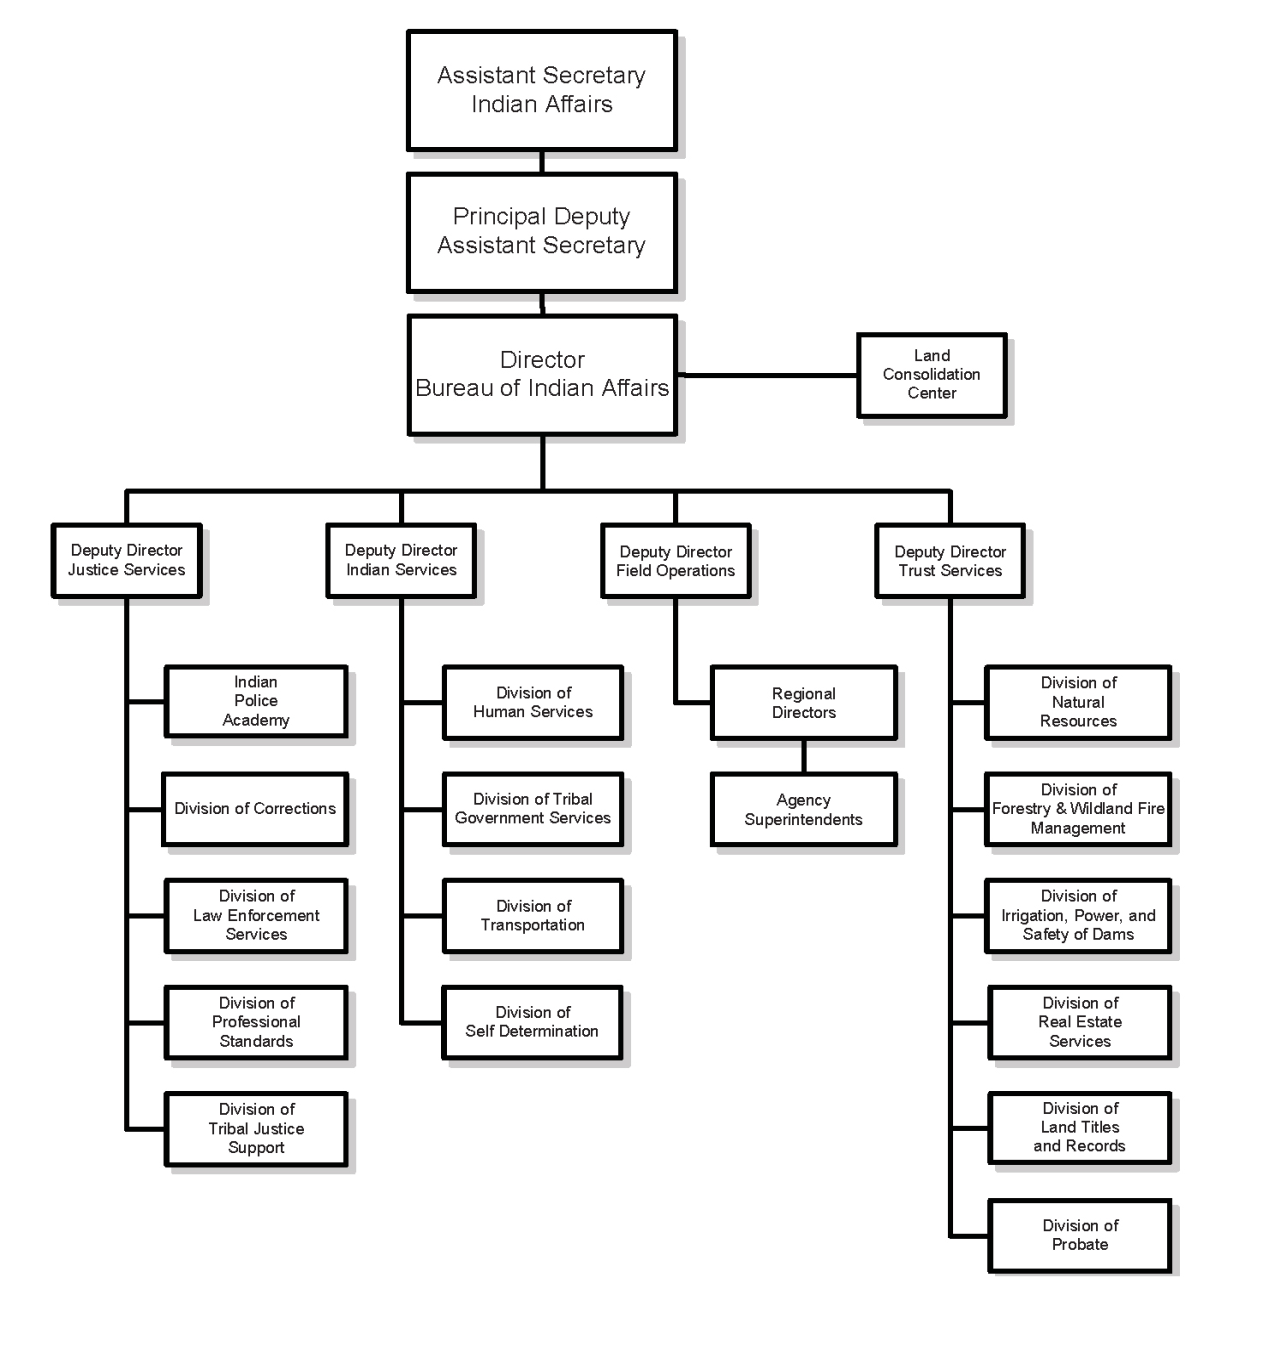 Assistant Secretary
Indian Affairs
Principal Deputy
Assistant Secretary
Director
Bureau of Indian Affairs
Land
Consolidation
Center
Deputy Director
Justice Services
Deputy Director
Indian Services
Deputy Director
Field Operations
Deputy Director
Trust Services
Indian
Police
Academy
Division of Corrections
Division of
Law Enforcement
Services
Division of
Professional
Standards
Division of
Tribal Justice
Support
Division of
Human Services
Division of Tribal
Government Services
Division of
Transportation
Division of
Self Determination
Regional
Directors
Agency
Superintendents
Division of
Natural
Resources
Division of
Forestry & Wildland Fire
Management
Division of
Irrigation, Power, and
Safety of Dams
Division of
Real Estate
Services
Division of
Land Titles
and Records
Division of
Probate